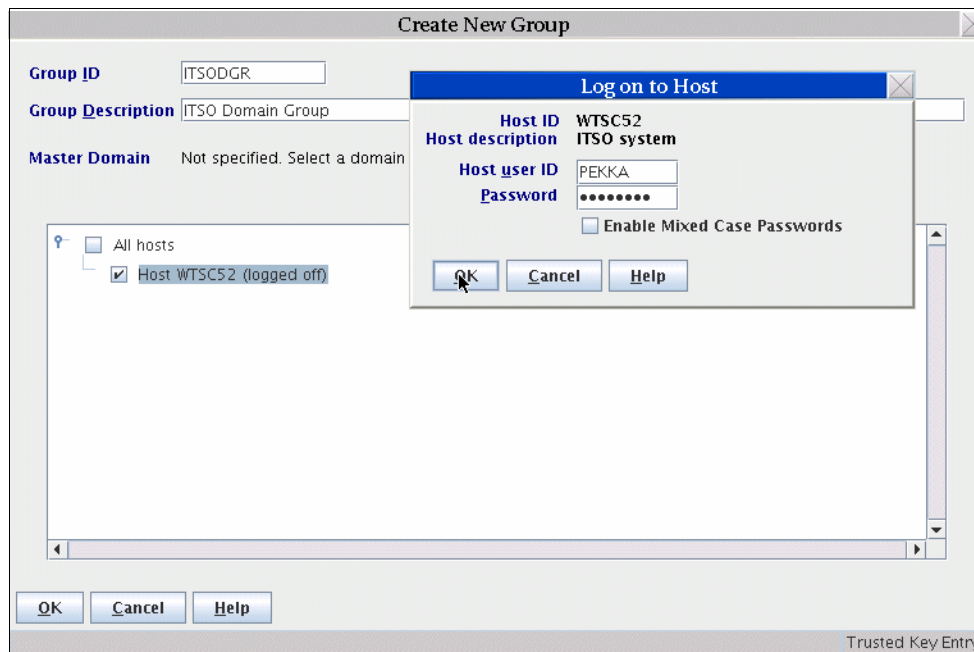 Create New Group
Group ID ITSODGR
Group Description ITSO Domain Group
Master Domain Not specified. Select a domain
All hosts
Host WTSC52 (logged off)
Log on to Host
Host ID WTSC52
Host description ITSO system
Host user ID PEKKA
Password ••••••••
Enable Mixed Case Passwords
OK Cancel Help
OK Cancel Help
Trusted Key Entry